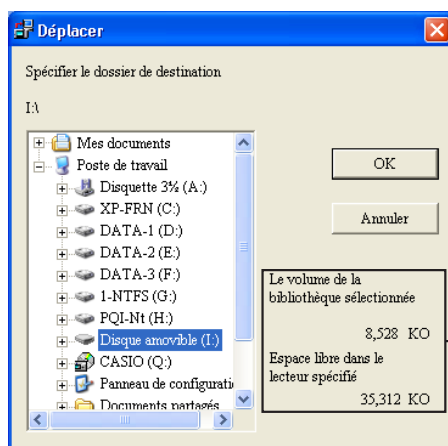 Déplacer
Spécifier le dossier de destination
I:\
Mes documents
Poste de travail
Disquette 3½ (A:)
XP-FRN (C:)
DATA-1 (D:)
DATA-2 (E:)
DATA-3 (F:)
1-NTFS (G:)
PQI-Nt (H:)
Disque amovible (I:)
CASIO (Q:)
Panneau de configurati
Documents partagés
OK
Annuler
Le volume de la
bibliothèque sélectionnée
8,528 KO
Espace libre dans le
lecteur spécifié
35,312 KO